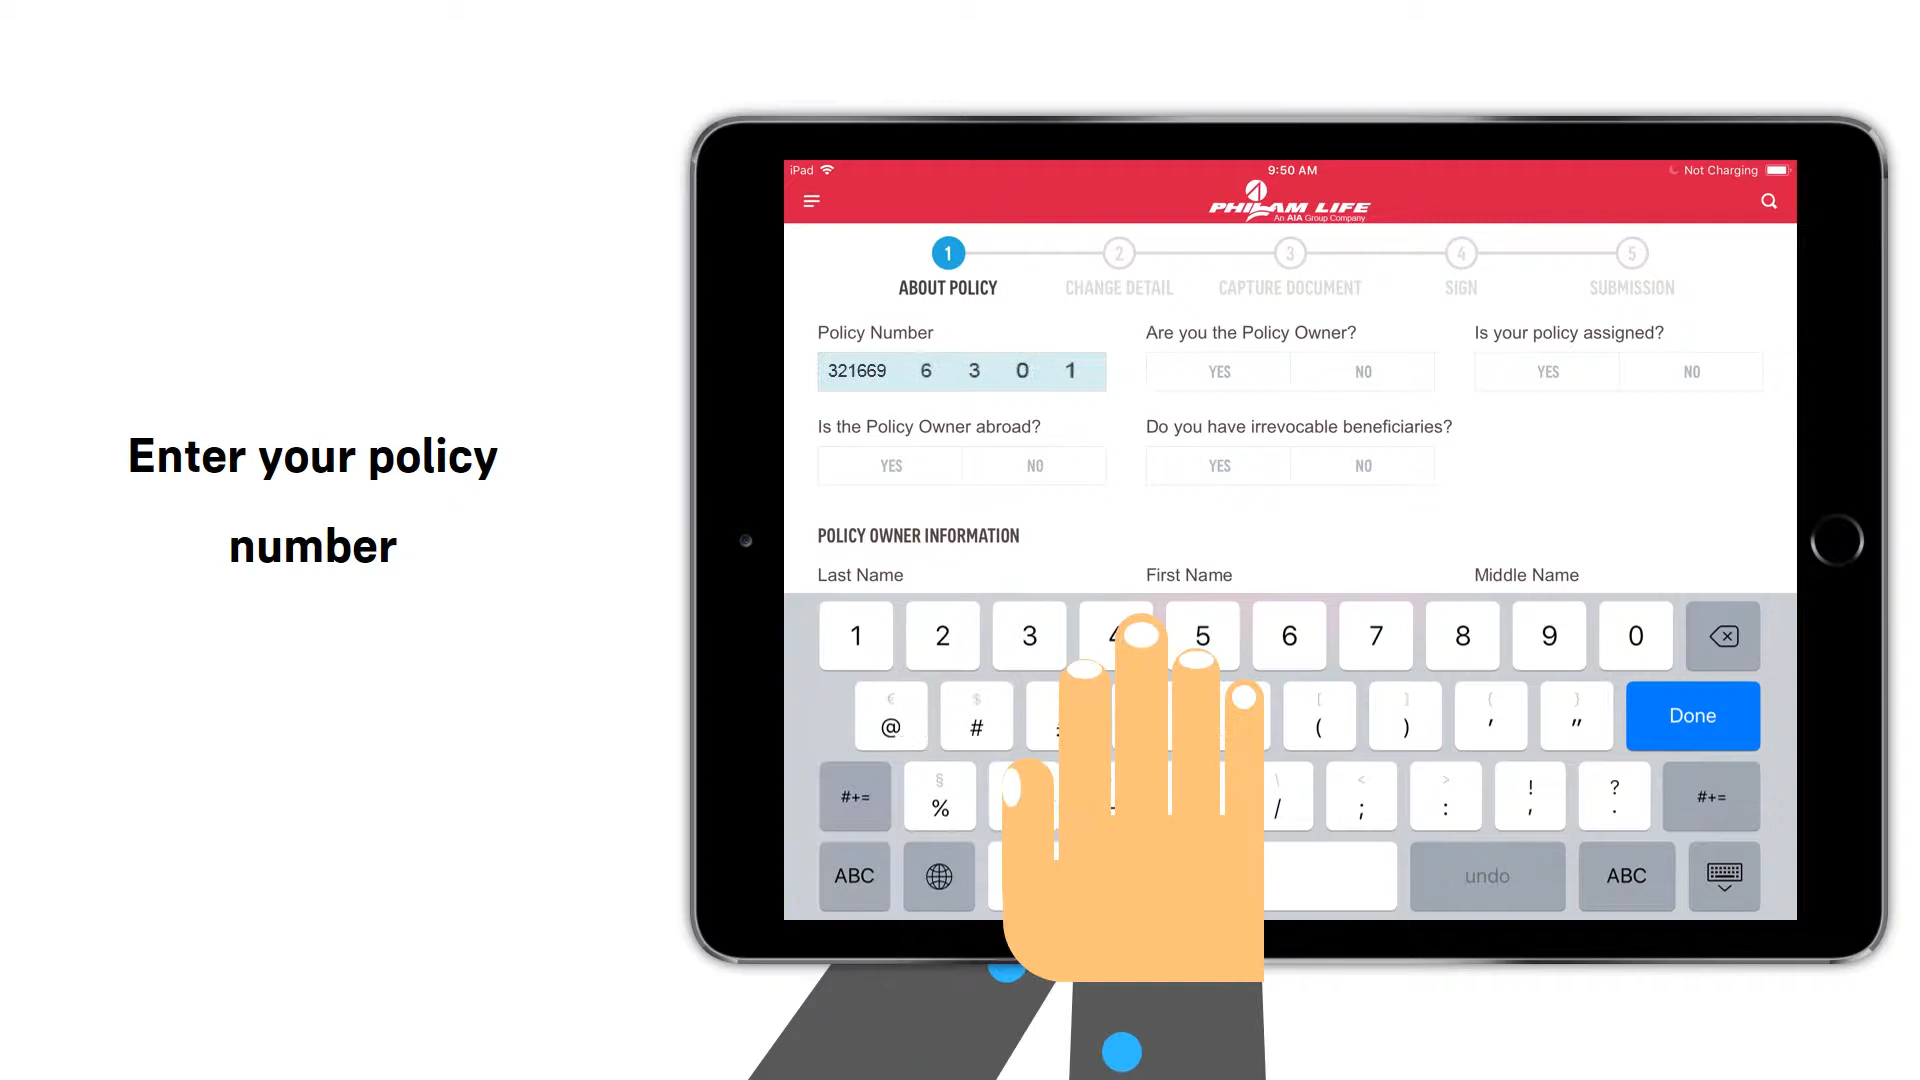 Enter your policy
number
iPad
9:50 AM
Not Charging
PHILAM LIFE
An AIA Group Company
1 2 3 4 5
ABOUT POLICY CHANGE DETAIL CAPTURE DOCUMENT SIGN SUBMISSION
Policy Number Are you the Policy Owner? Is your policy assigned?
321669 6 3 0 1 YES NO YES NO
Is the Policy Owner abroad? Do you have irrevocable beneficiaries?
YES NO YES NO
POLICY OWNER INFORMATION
Last Name First Name Middle Name
1 2 3 4 5 6 7 8 9 0
€ $ [ ] { }
@ # ( ) ' " Done
§ \ < > ! ?
#+= % / ; : , . #+=
ABC undo ABC